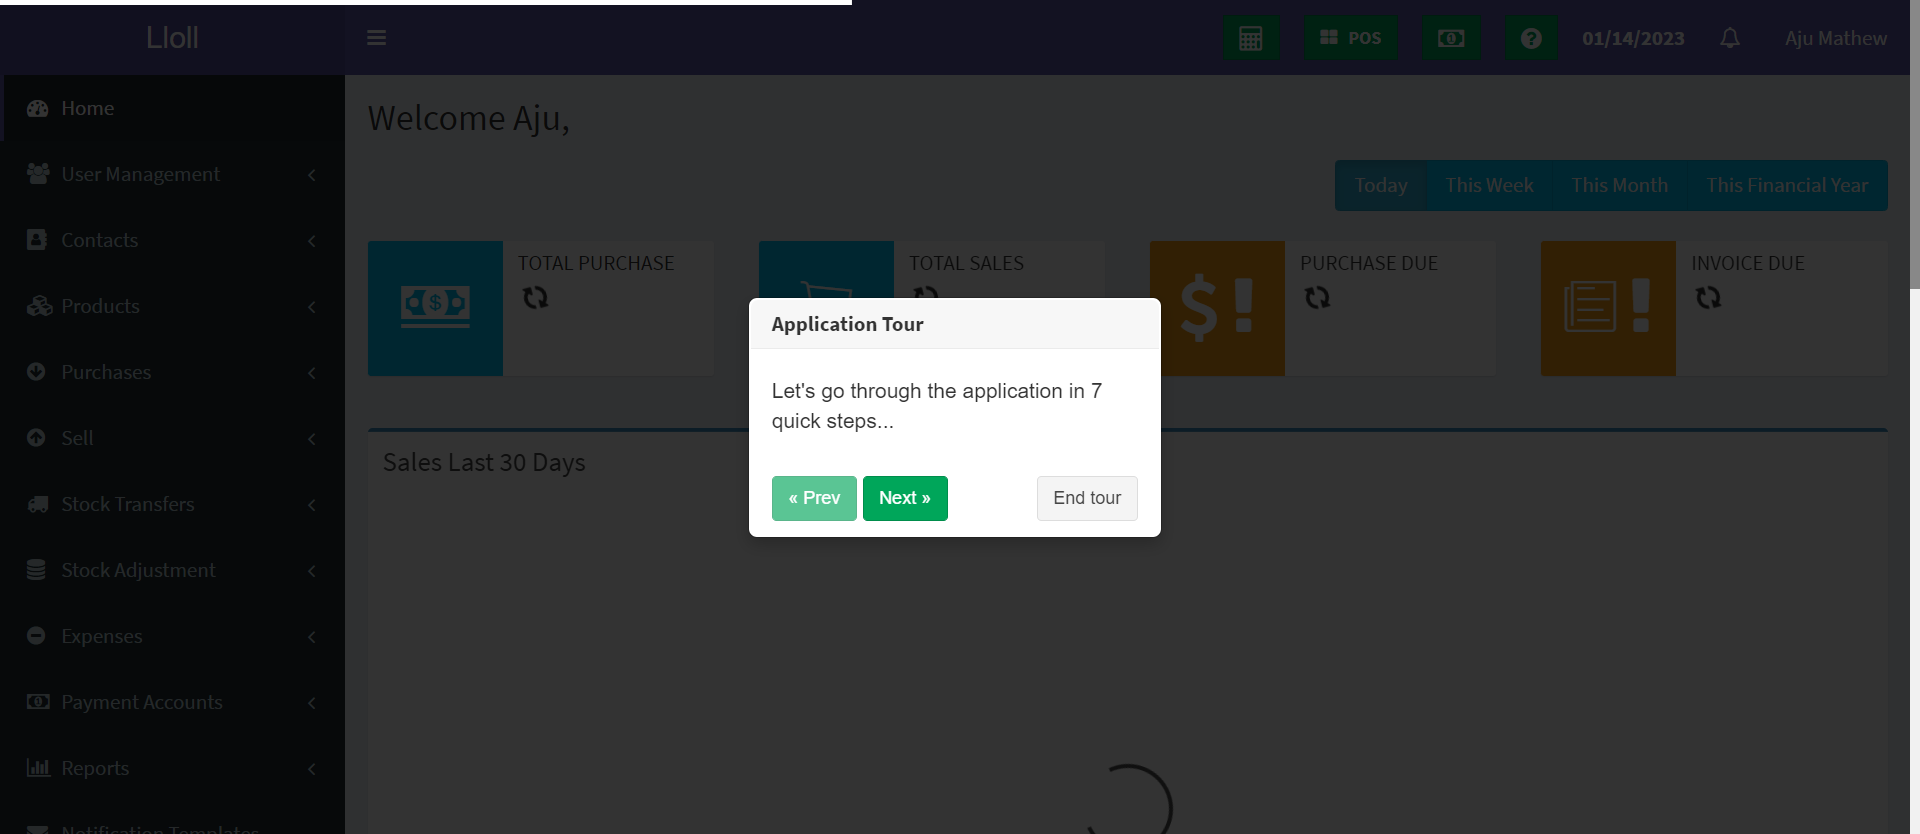 Lloll
POS
01/14/2023
Aju Mathew
Home
User Management
Contacts
Products
Purchases
Sell
Stock Transfers
Stock Adjustment
Expenses
Payment Accounts
Reports
Notification Templates
Welcome Aju,
Today This Week This Month This Financial Year
TOTAL PURCHASE
TOTAL SALES
PURCHASE DUE
INVOICE DUE
Sales Last 30 Days
Application Tour
Let's go through the application in 7
quick steps...
« Prev Next » End tour